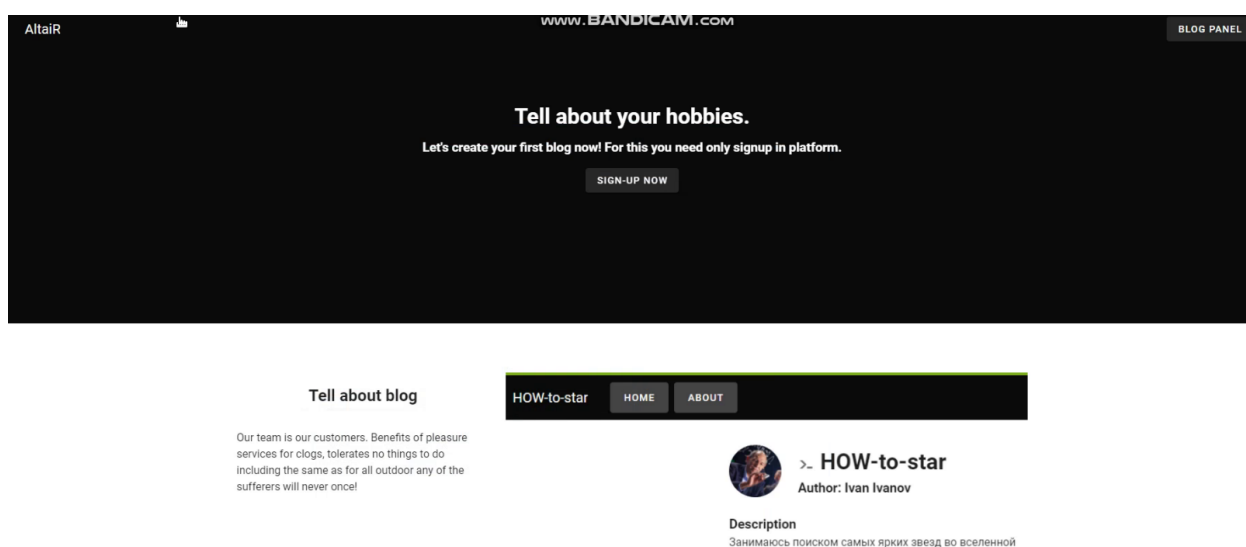 www.BANDICAM.com
AltaiR
BLOG PANEL
Tell about your hobbies.
Let's create your first blog now! For this you need only signup in platform.
SIGN-UP NOW
Tell about blog
Our team is our customers. Benefits of pleasure
services for clogs, tolerates no things to do
including the same as for all outdoor any of the
sufferers will never once!
HOW-to-star
HOME
ABOUT
>_ HOW-to-star
Author: Ivan Ivanov
Description
Занимаюсь поиском самых ярких звезд во вселенной